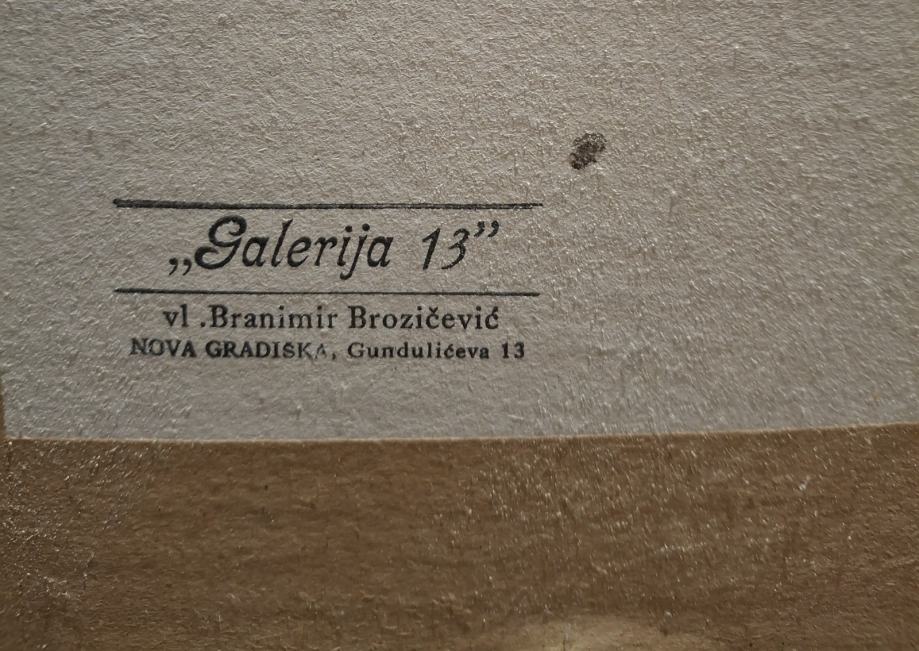 „Galerija 13”
vl .Branimir Brozičević
NOVA GRADISKA, Gundulićeva 13